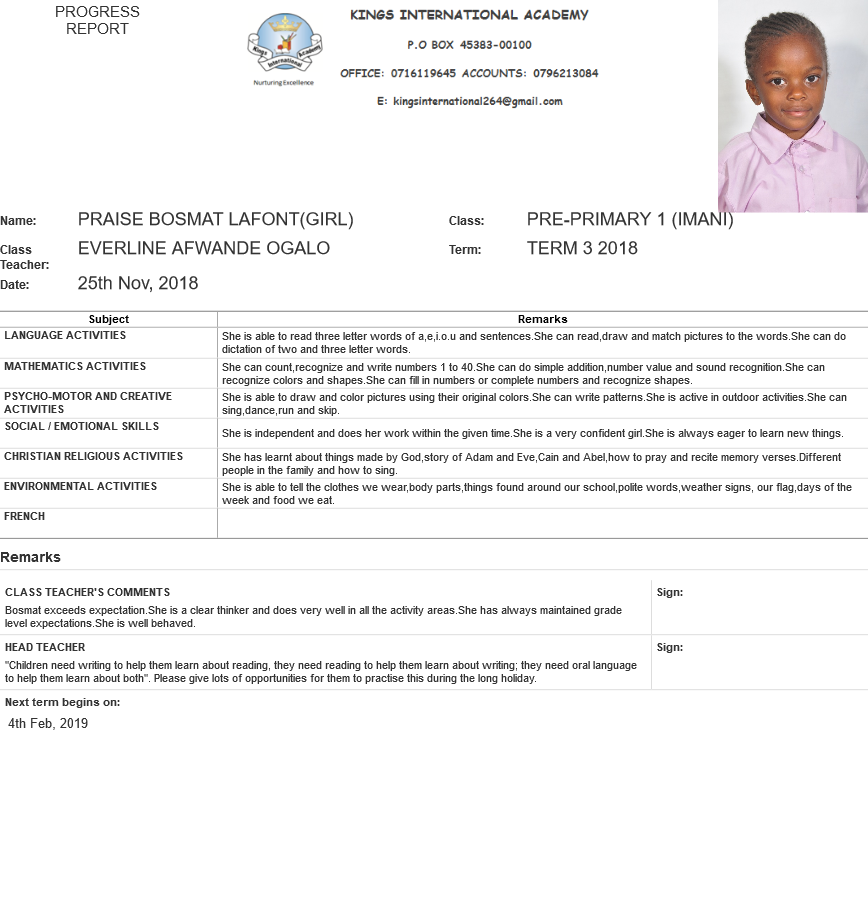 PROGRESS
REPORT
Kings International Academy
Nurturing Excellence
KINGS INTERNATIONAL ACADEMY
P.O BOX 45383-00100
OFFICE: 0716119645 ACCOUNTS: 0796213084
E: kingsinternational264@gmail.com
Name: PRAISE BOSMAT LAFONT(GIRL) Class: PRE-PRIMARY 1 (IMANI)
Class Teacher: EVERLINE AFWANDE OGALO Term: TERM 3 2018
Date: 25th Nov, 2018
Subject Remarks
LANGUAGE ACTIVITIES
She is able to read three letter words of a,e,i.o.u and sentences.She can read,draw and match pictures to the words.She can do
dictation of two and three letter words.
MATHEMATICS ACTIVITIES
She can count,recognize and write numbers 1 to 40.She can do simple addition,number value and sound recognition.She can
recognize colors and shapes.She can fill in numbers or complete numbers and recognize shapes.
PSYCHO-MOTOR AND CREATIVE
ACTIVITIES
She is able to draw and color pictures using their original colors.She can write patterns.She is active in outdoor activities.She can
sing,dance,run and skip.
SOCIAL / EMOTIONAL SKILLS
She is independent and does her work within the given time.She is a very confident girl.She is always eager to learn new things.
CHRISTIAN RELIGIOUS ACTIVITIES
She has learnt about things made by God,story of Adam and Eve,Cain and Abel,how to pray and recite memory verses.Different
people in the family and how to sing.
ENVIRONMENTAL ACTIVITIES
She is able to tell the clothes we wear,body parts,things found around our school,polite words,weather signs, our flag,days of the
week and food we eat.
FRENCH
Remarks
CLASS TEACHER'S COMMENTS Sign:
Bosmat exceeds expectation.She is a clear thinker and does very well in all the activity areas.She has always maintained grade
level expectations.She is well behaved.
HEAD TEACHER Sign:
"Children need writing to help them learn about reading, they need reading to help them learn about writing; they need oral language
to help them learn about both". Please give lots of opportunities for them to practise this during the long holiday.
Next term begins on:
4th Feb, 2019